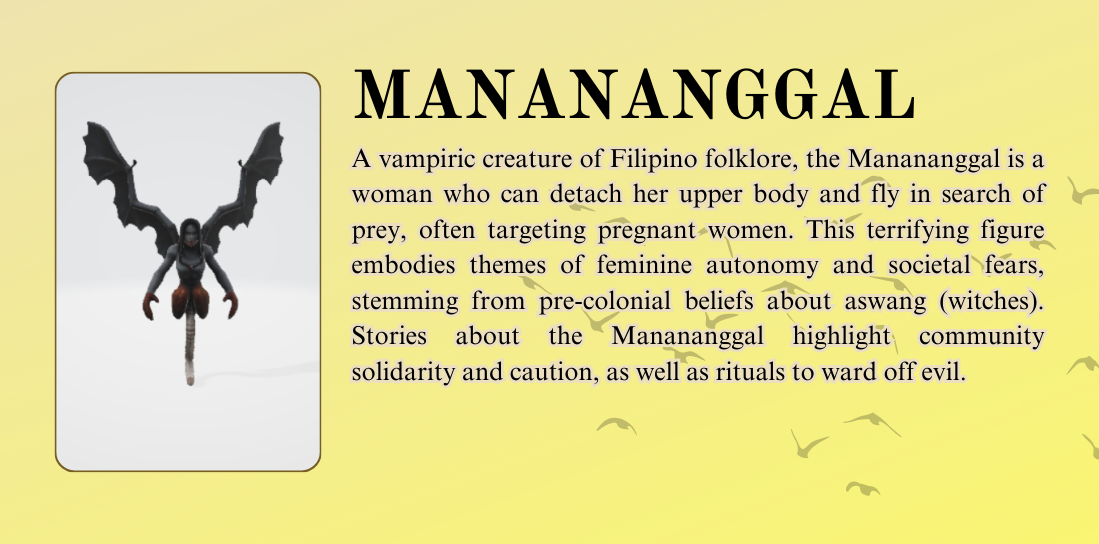 MANANANGGAL
A vampiric creature of Filipino folklore, the Manananggal is a
woman who can detach her upper body and fly in search of
prey, often targeting pregnant women. This terrifying figure
embodies themes of feminine autonomy and societal fears,
stemming from pre-colonial beliefs about aswang (witches).
Stories about the Manananggal highlight community
solidarity and caution, as well as rituals to ward off evil.